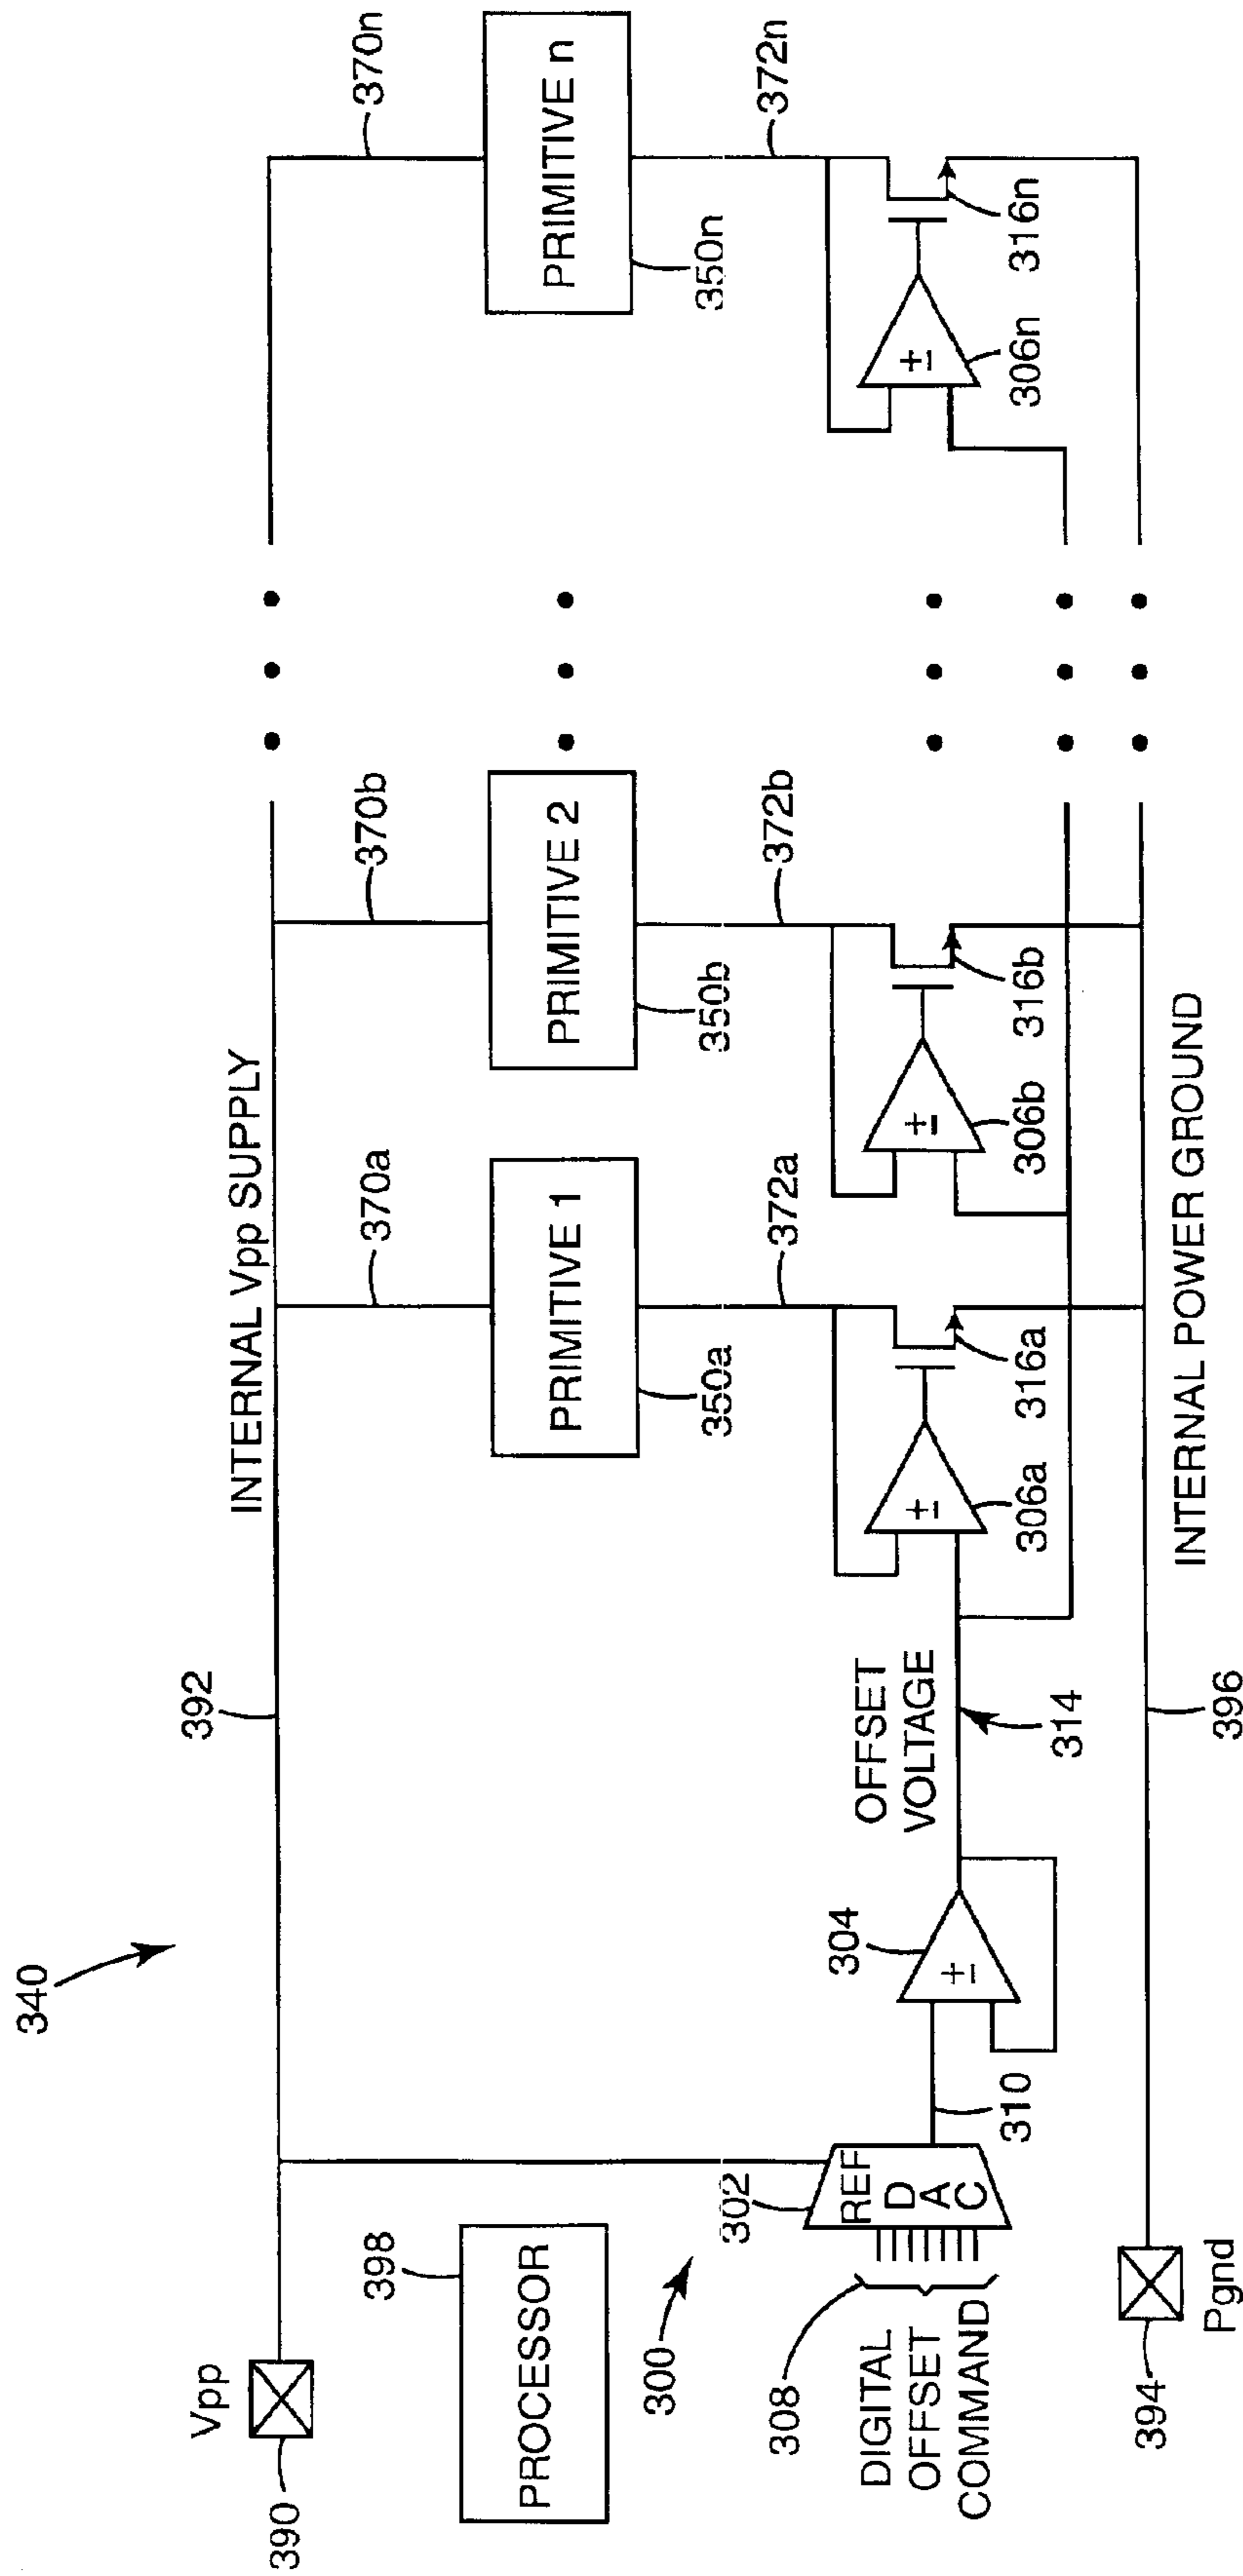 340
392
INTERNAL Vpp SUPPLY
Vpp
390
370a
370b
370n
PROCESSOR
398
PRIMITIVE 1
350a
PRIMITIVE 2
350b
PRIMITIVE n
350n
300
302
REF
DAC
308
DIGITAL
OFFSET
COMMAND
310
304
±
OFFSET
VOLTAGE
314
372a
±
306a
316a
372b
±
306b
316b
372n
±
306n
316n
394
Pgnd
396
INTERNAL POWER GROUND